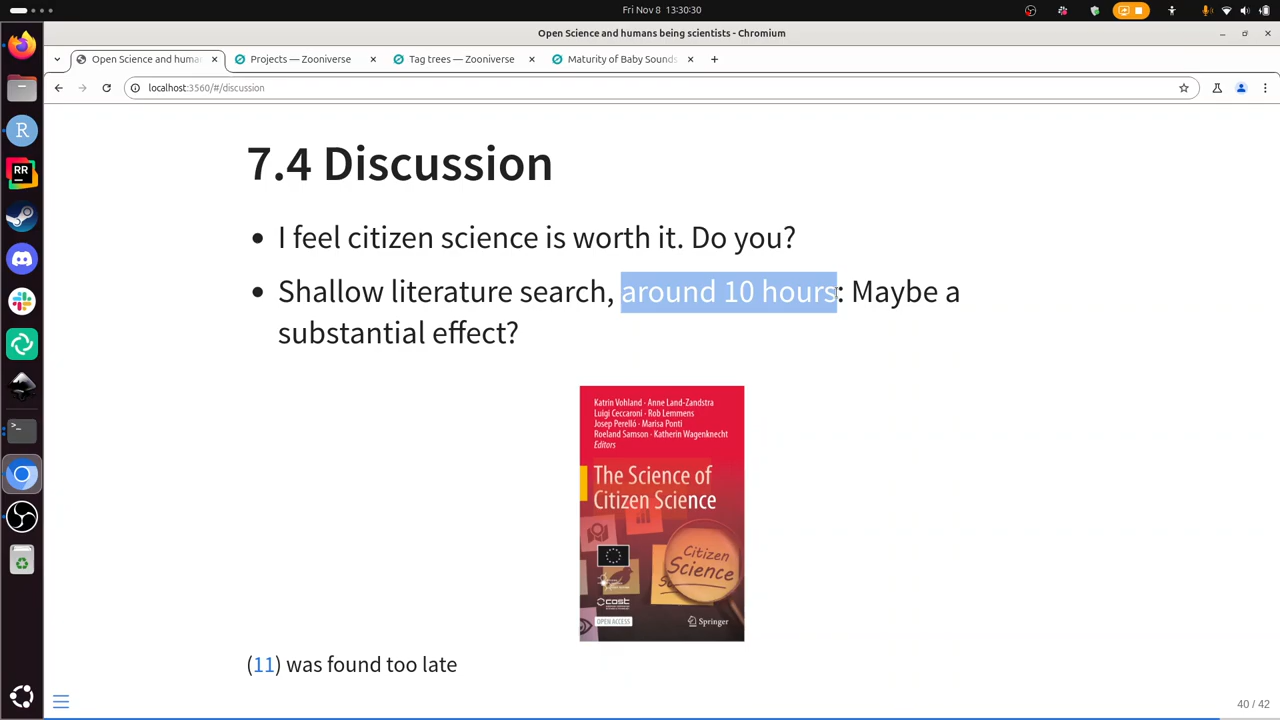 Fri Nov 8 13:30:30
Open Science and humans being scientists - Chromium
Open Science and huma
Projects — Zooniverse
Tag trees — Zooniverse
Maturity of Baby Sounds
localhost:3560/#/discussion
7.4 Discussion
I feel citizen science is worth it. Do you?
Shallow literature search, around 10 hours: Maybe a
substantial effect?
Katrin Vohland · Anne Land-Zandstra
Luigi Ceccaroni · Rob Lemmens
Josep Perelló · Marisa Ponti
Roeland Samson · Katherin Wagenknecht
Editors
The Science of
Citizen Science
Citizen
Science
cost
OPEN ACCESS
Springer
(11) was found too late
40 / 42